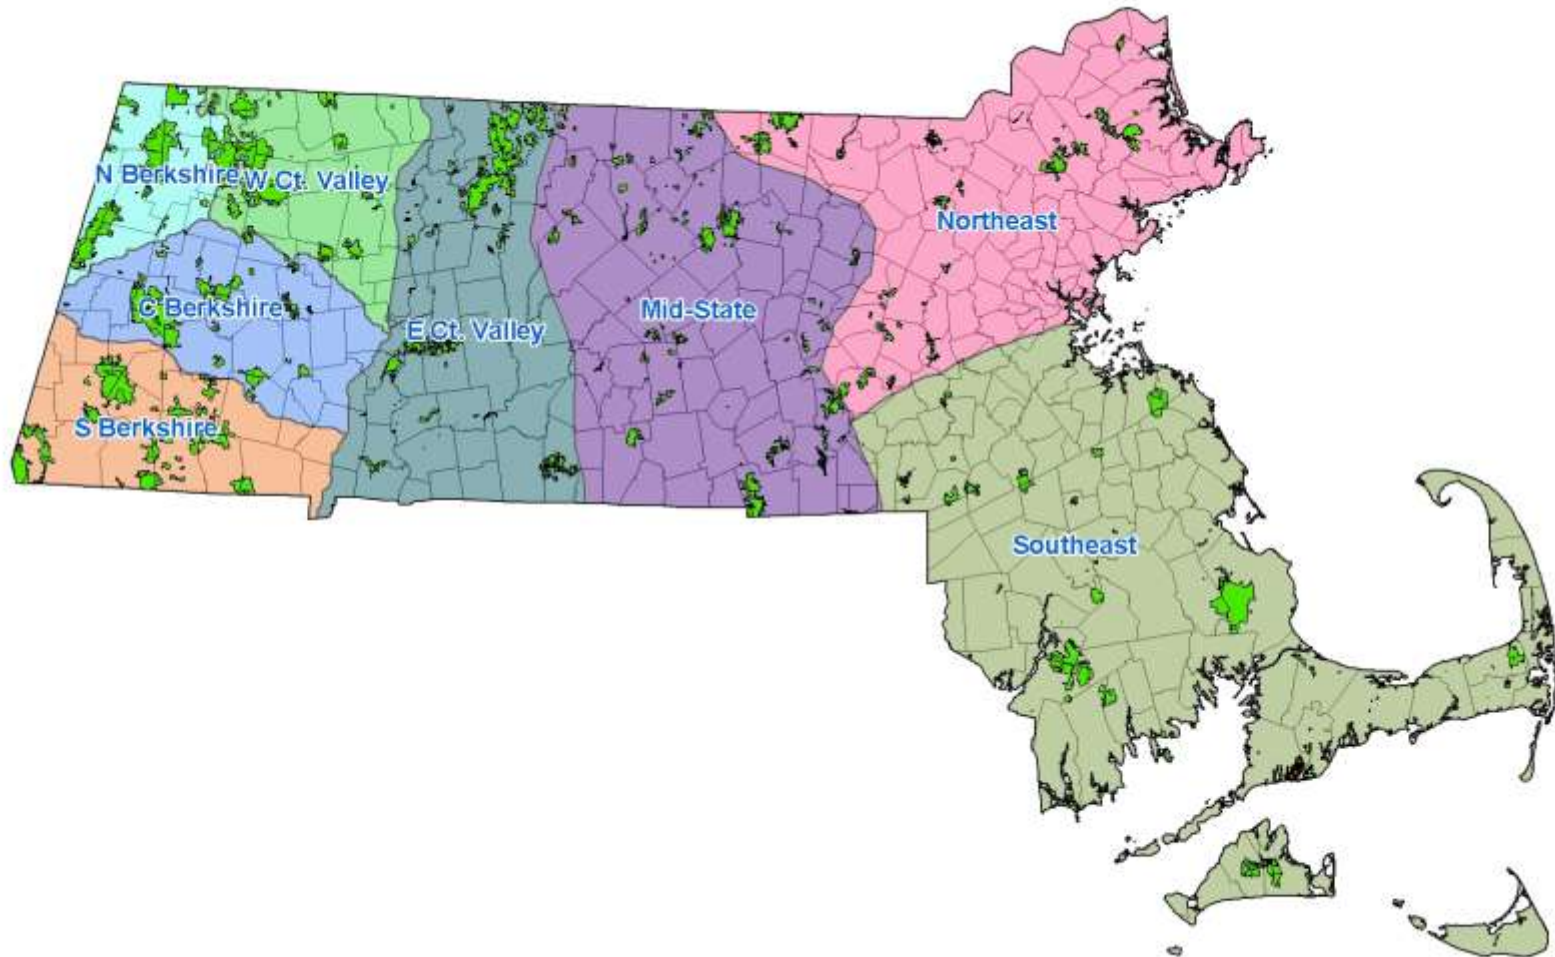 N Berkshire
W Ct. Valley
Northeast
C Berkshire
E Ct. Valley
Mid-State
S Berkshire
Southeast